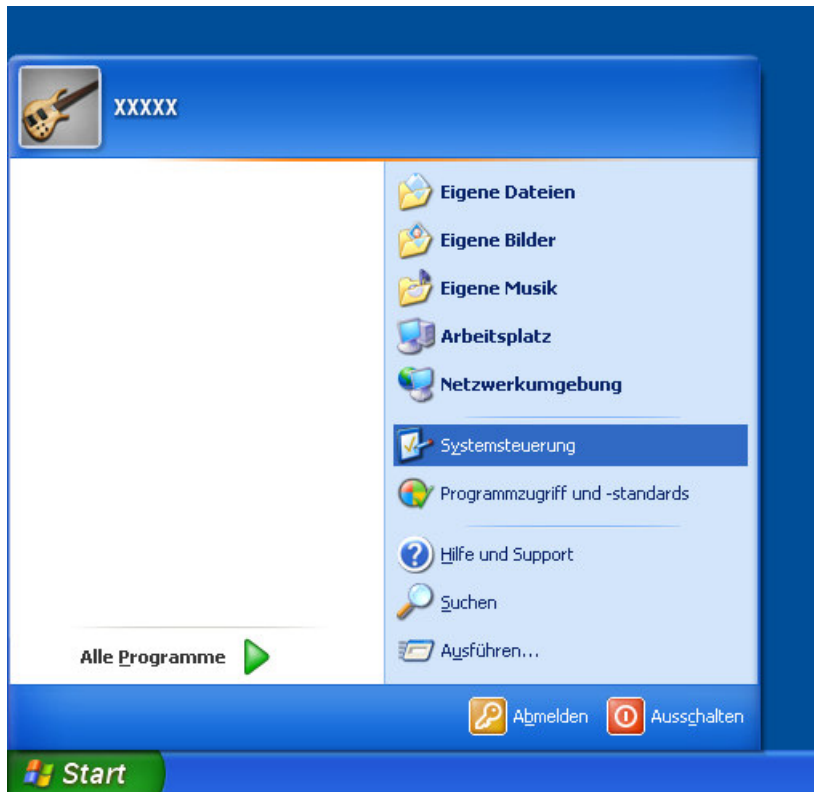 xxxxx
Eigene Dateien
Eigene Bilder
Eigene Musik
Arbeitsplatz
Netzwerkumgebung
Systemsteuerung
Programmzugriff und -standards
Hilfe und Support
Suchen
Ausführen...
Alle Programme
Abmelden
Ausschalten
Start